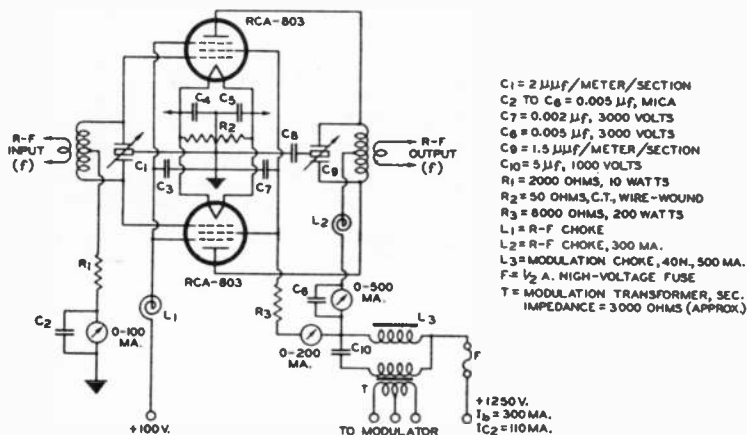 RCA-803
C4
C5
R2
R-F
INPUT
(f)
C1
C8
C9
R-F
OUTPUT
(f)
C3
C7
L2
RCA-803
R1
L1
C2
0-100
MA.
R3
C6
0-500
MA.
0-200
MA.
L3
C10
F
T
+100V.
TO MODULATOR
+1250V.
Ib = 300 MA.
IC2 = 110 MA.
C1 = 2 μμf/METER/SECTION
C2 TO C6 = 0.005 μf, MICA
C7 = 0.002 μf, 3000 VOLTS
C8 = 0.005 μf, 3000 VOLTS
C9 = 1.5 μμf/METER/SECTION
C10 = 5 μf, 1000 VOLTS
R1 = 2000 OHMS, 10 WATTS
R2 = 50 OHMS, C.T., WIRE-WOUND
R3 = 8000 OHMS, 200 WATTS
L1 = R-F CHOKE
L2 = R-F CHOKE, 300 MA.
L3 = MODULATION CHOKE, 40H., 500 MA.
F = 1/2 A. HIGH-VOLTAGE FUSE
T = MODULATION TRANSFORMER, SEC.
IMPEDANCE = 3000 OHMS (APPROX.)